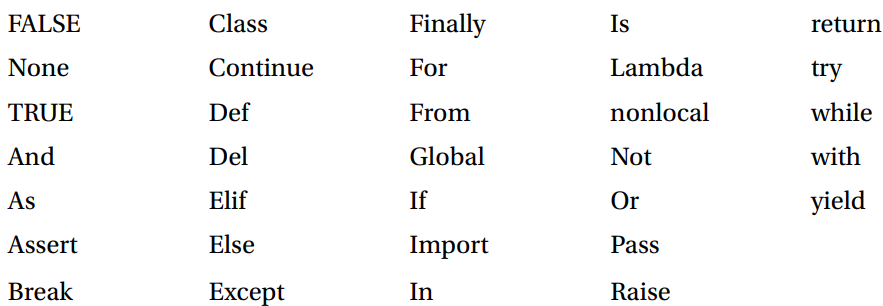 FALSE Class Finally Is return
None Continue For Lambda try
TRUE Def From nonlocal while
And Del Global Not with
As Elif If Or yield
Assert Else Import Pass
Break Except In Raise